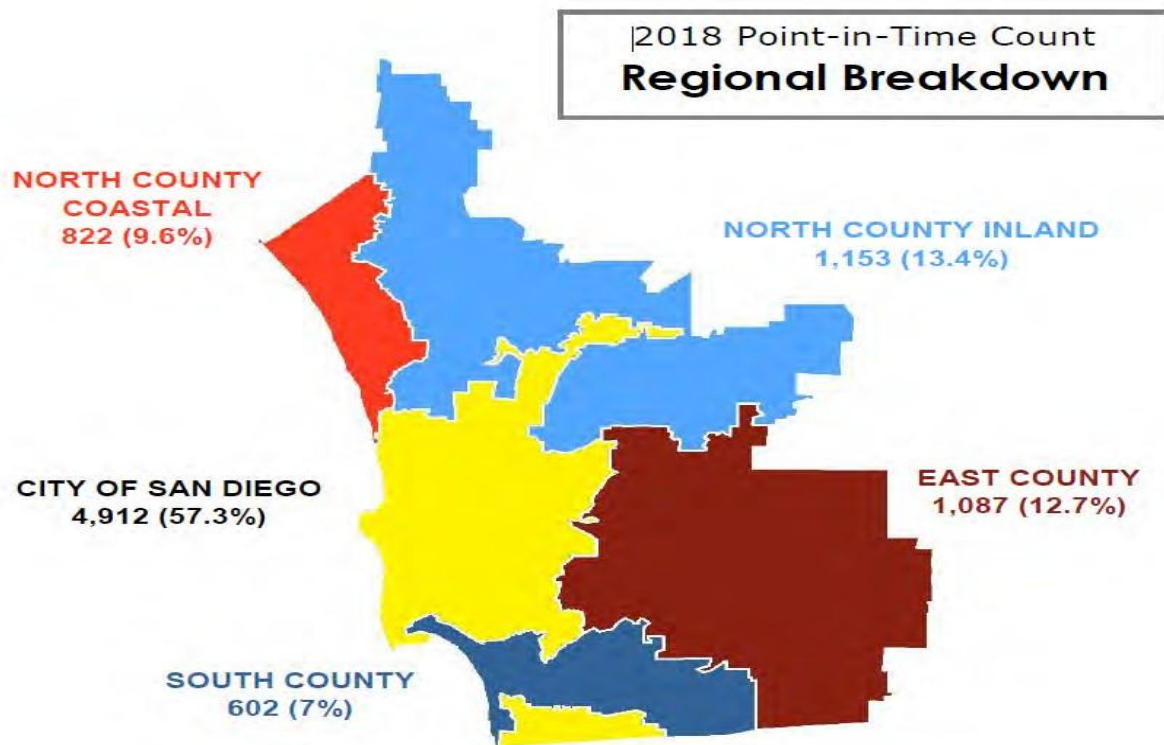 |2018 Point-in-Time Count
Regional Breakdown
NORTH COUNTY
COASTAL
822 (9.6%)
NORTH COUNTY INLAND
1,153 (13.4%)
CITY OF SAN DIEGO
4,912 (57.3%)
EAST COUNTY
1,087 (12.7%)
SOUTH COUNTY
602 (7%)